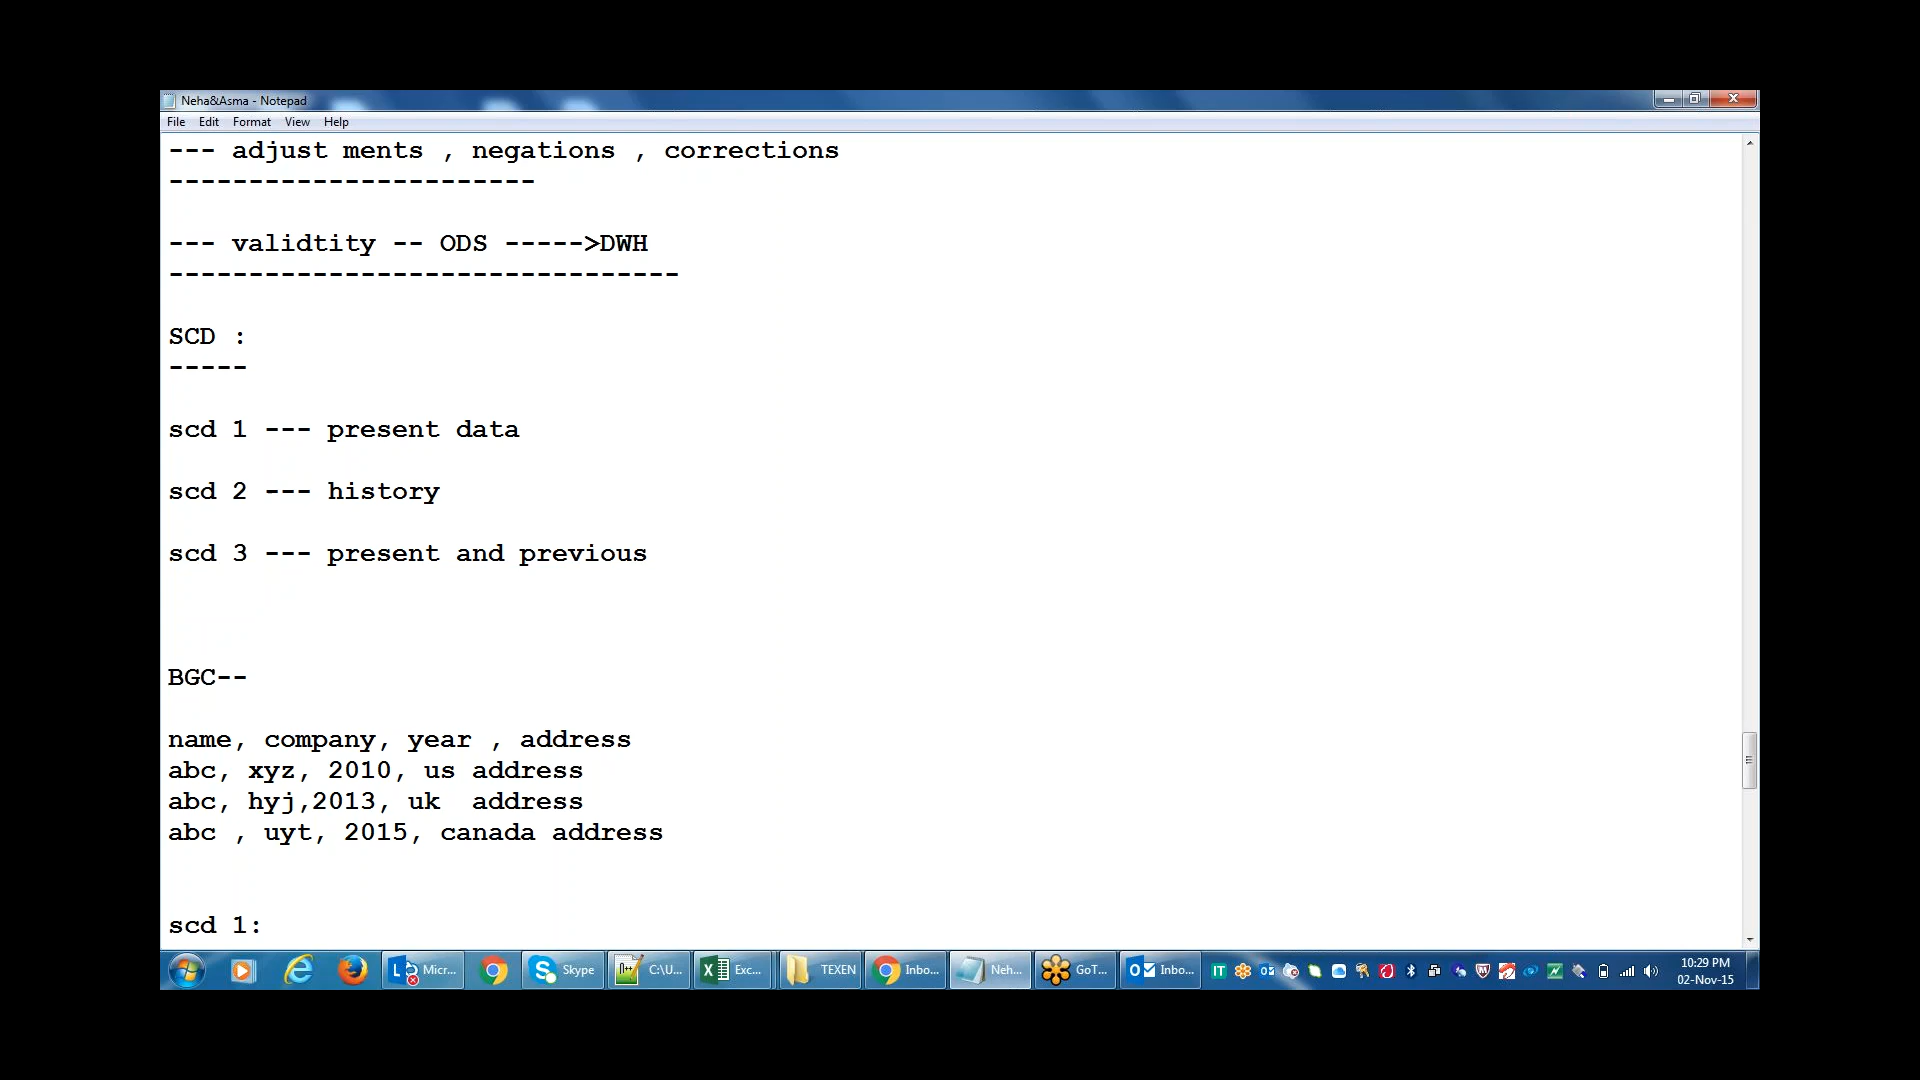 Neha&Asma - Notepad
File Edit Format View Help
--- adjust ments , negations , corrections
-----------------------
--- validtity -- ODS ----->DWH
--------------------------------
SCD :
-----
scd 1 --- present data
scd 2 --- history
scd 3 --- present and previous
BGC--
name, company, year , address
abc, xyz, 2010, us address
abc, hyj,2013, uk  address
abc , uyt, 2015, canada address
scd 1:
Micr... Skype C:\U... Exc... TEXEN Inbo... Neh... GoT... Inbo... 10:29 PM
02-Nov-15